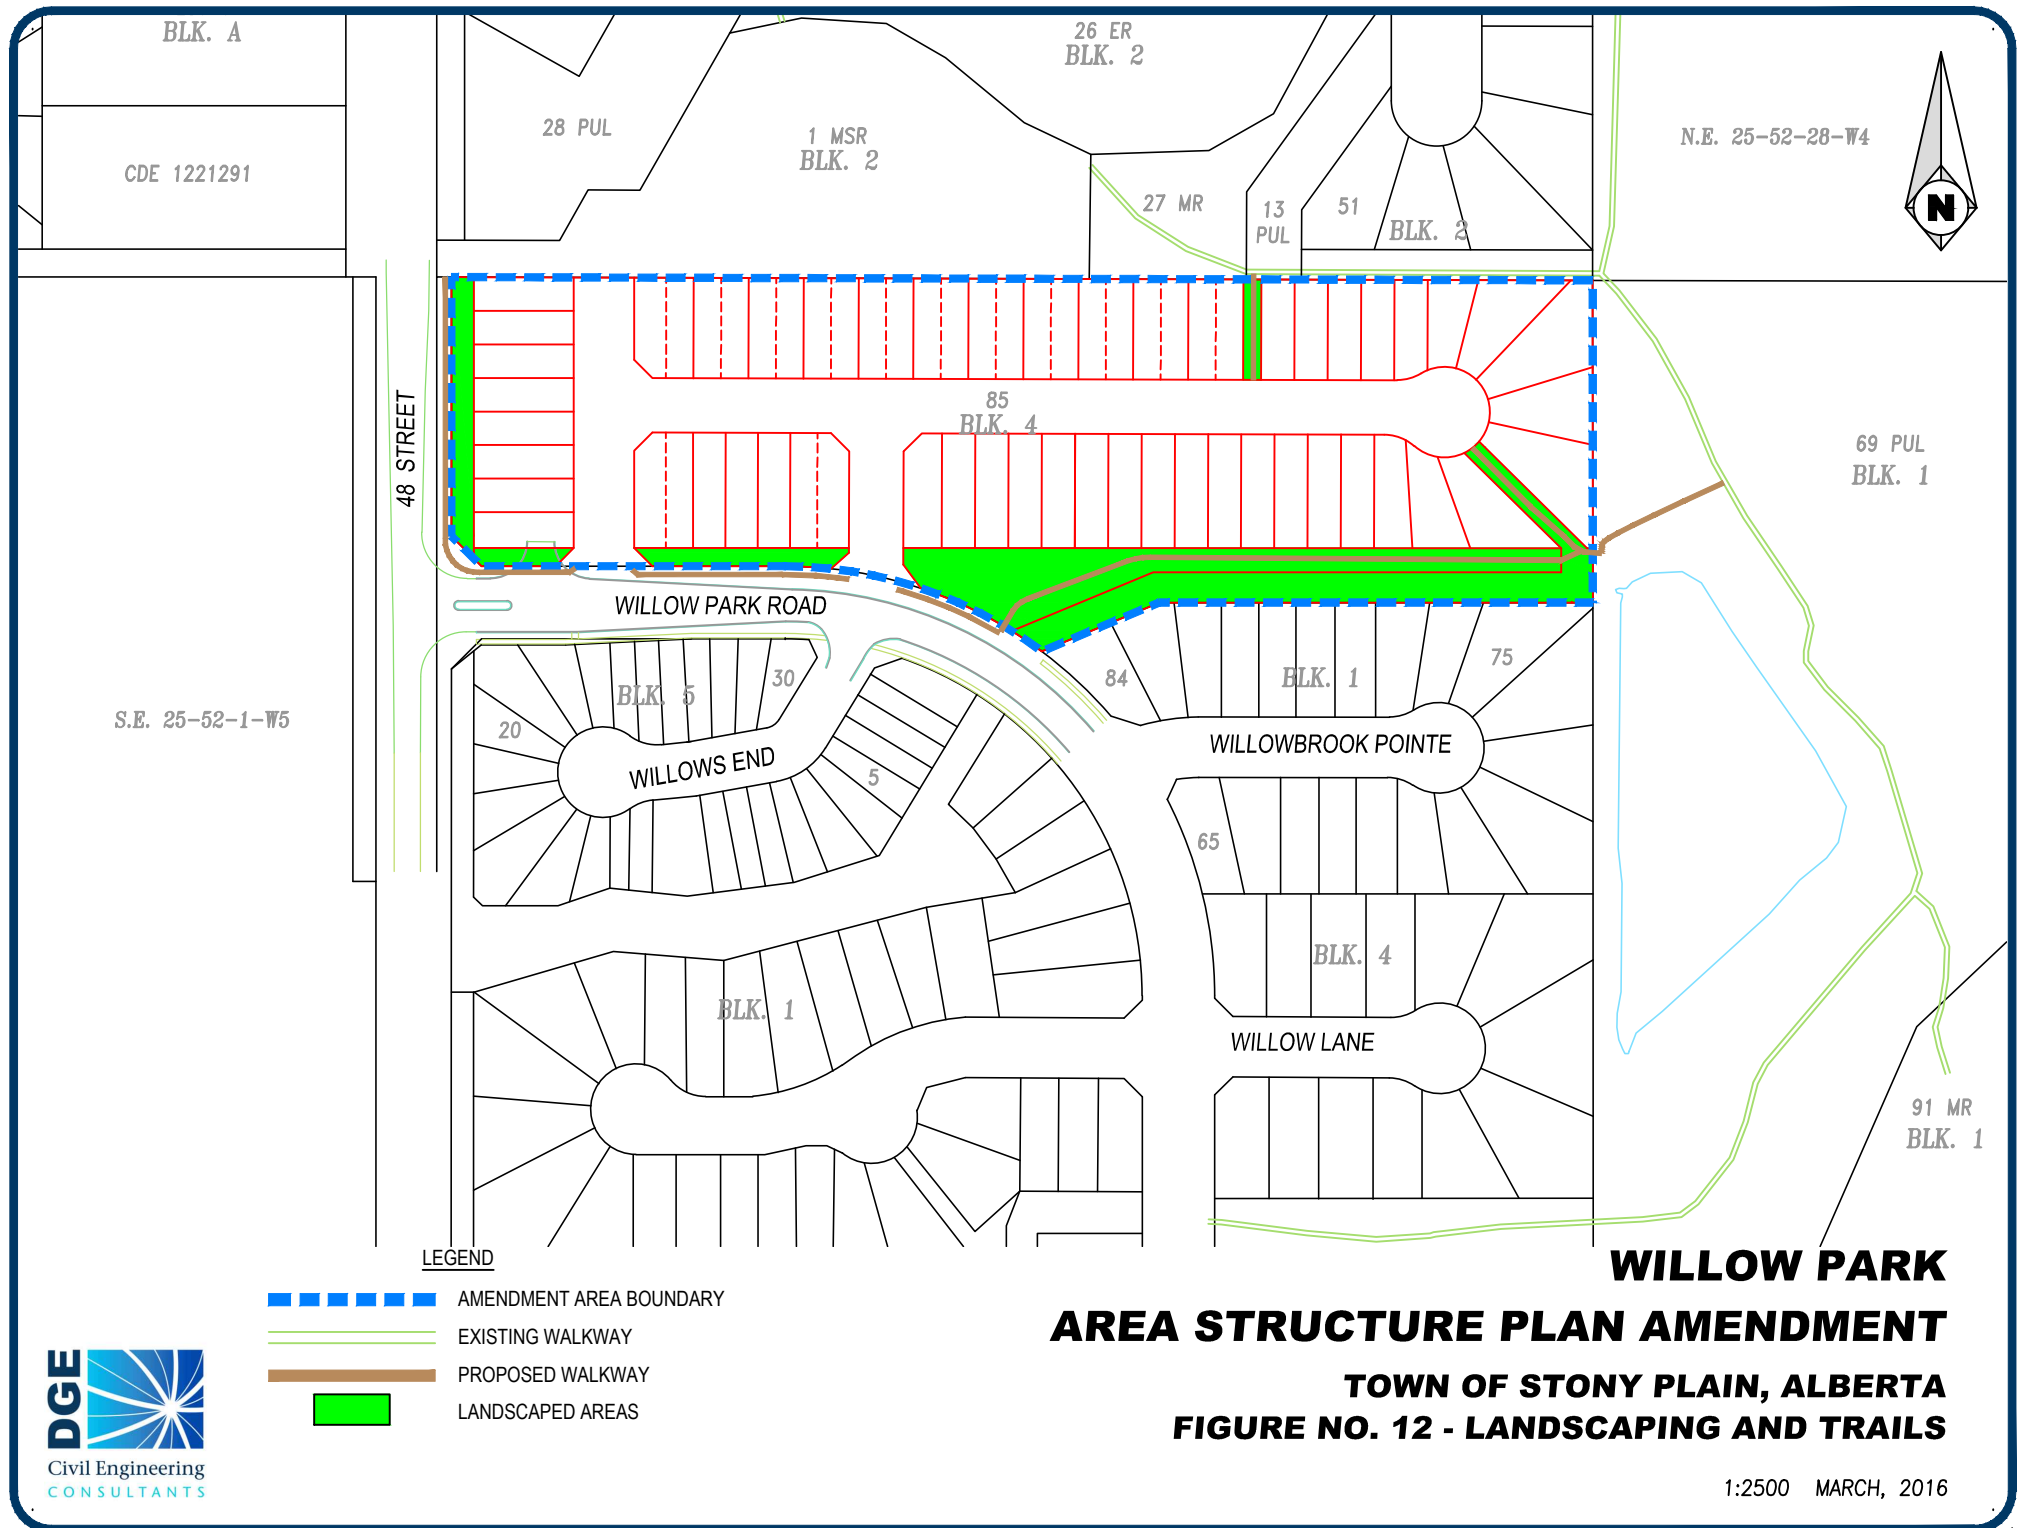 BLK. A
26 ER
BLK. 2
28 PUL
1 MSR
BLK. 2
N.E. 25-52-28-W4
CDE 1221291
27 MR
13
PUL
51
BLK. 2
N
85
BLK. 4
48 STREET
69 PUL
BLK. 1
WILLOW PARK ROAD
BLK. 5
30
84
BLK. 1
75
S.E. 25-52-1-W5
20
WILLOWS END
5
WILLOWBROOK POINTE
65
BLK. 4
BLK. 1
WILLOW LANE
91 MR
BLK. 1
LEGEND
AMENDMENT AREA BOUNDARY
EXISTING WALKWAY
PROPOSED WALKWAY
LANDSCAPED AREAS
DGE
Civil Engineering
CONSULTANTS
WILLOW PARK
AREA STRUCTURE PLAN AMENDMENT
TOWN OF STONY PLAIN, ALBERTA
FIGURE NO. 12 - LANDSCAPING AND TRAILS
1:2500 MARCH, 2016